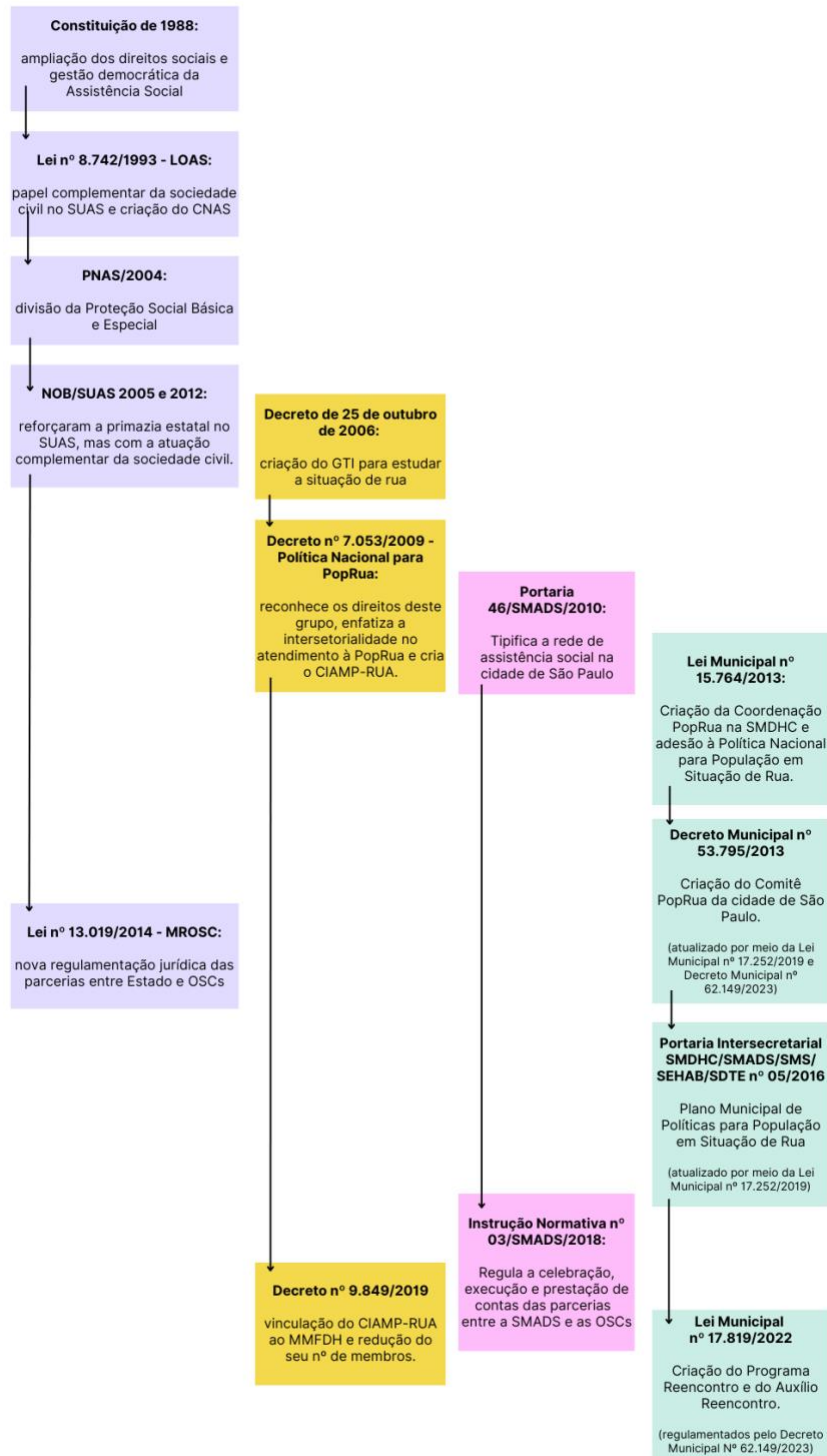 Constituição de 1988:
ampliação dos direitos sociais e
gestão democrática da
Assistência Social
Lei nº 8.742/1993 - LOAS:
papel complementar da sociedade
civil no SUAS e criação do CNAS
PNAS/2004:
divisão da Proteção Social Básica
e Especial
NOB/SUAS 2005 e 2012:
reforçaram a primazia estatal no
SUAS, mas com a atuação
complementar da sociedade civil.
Lei nº 13.019/2014 - MROSC:
nova regulamentação jurídica das
parcerias entre Estado e OSCs
Decreto de 25 de outubro
de 2006:
criação do GTI para estudar
a situação de rua
Decreto nº 7.053/2009 -
Política Nacional para
PopRua:
reconhece os direitos deste
grupo, enfatiza a
intersetorialidade no
atendimento à PopRua e cria
o CIAMP-RUA.
Decreto nº 9.849/2019
vinculação do CIAMP-RUA
ao MMFDH e redução do
seu nº de membros.
Portaria
46/SMADS/2010:
Tipifica a rede de
assistência social na
cidade de São Paulo
Instrução Normativa nº
03/SMADS/2018:
Regula a celebração,
execução e prestação de
contas das parcerias
entre a SMADS e as OSCs
Lei Municipal nº
15.764/2013:
Criação da Coordenação
PopRua na SMDHC e
adesão à Política Nacional
para População em
Situação de Rua.
Decreto Municipal nº
53.795/2013
Criação do Comitê
PopRua da cidade de São
Paulo.
(atualizado por meio da Lei
Municipal nº 17.252/2019 e
Decreto Municipal nº
62.149/2023)
Portaria Intersecretarial
SMDHC/SMADS/SMS/
SEHAB/SDTE nº 05/2016
Plano Municipal de
Políticas para População
em Situação de Rua
(atualizado por meio da Lei
Municipal nº 17.252/2019)
Lei Municipal
nº 17.819/2022
Criação do Programa
Reencontro e do Auxílio
Reencontro.
(regulamentados pelo Decreto
Municipal Nº 62.149/2023)